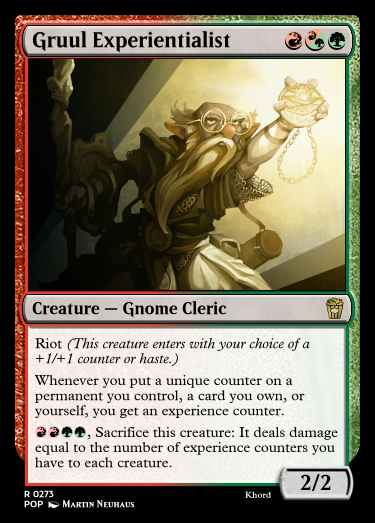 Gruul Experientialist
Creature — Gnome Cleric
Riot (This creature enters with your choice of a
+1/+1 counter or haste.)
Whenever you put a unique counter on a
permanent you control, a card you own, or
yourself, you get an experience counter.
, Sacrifice this creature: It deals damage
equal to the number of experience counters you
have to each creature.
2/2
R 0273
Khord
POP Martin Neuhaus